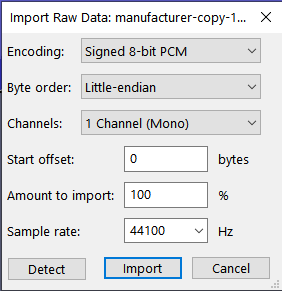 Import Raw Data: manufacturer-copy-1...
Encoding: Signed 8-bit PCM
Byte order: Little-endian
Channels: 1 Channel (Mono)
Start offset: 0 bytes
Amount to import: 100 %
Sample rate: 44100 Hz
Detect Import Cancel